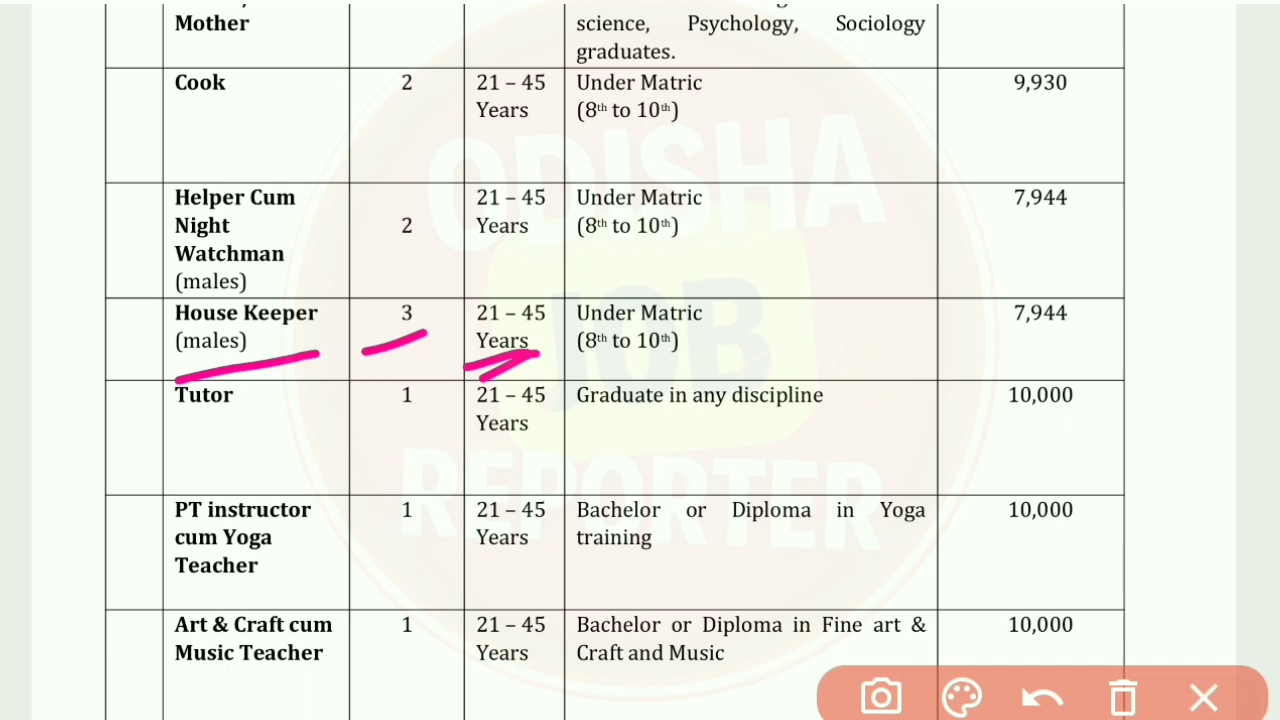 Mother
science, Psychology, Sociology
graduates.
Cook 2 21 – 45 Under Matric 9,930
Years (8th to 10th)
Helper Cum 21 – 45 Under Matric 7,944
Night 2 Years (8th to 10th)
Watchman
(males)
House Keeper 3 21 – 45 Under Matric 7,944
(males) Years (8th to 10th)
Tutor 1 21 – 45 Graduate in any discipline 10,000
Years
PT instructor 1 21 – 45 Bachelor or Diploma in Yoga 10,000
cum Yoga Years training
Teacher
Art & Craft cum 1 21 – 45 Bachelor or Diploma in Fine art & 10,000
Music Teacher Years Craft and Music
ODISHA
JOB
REPORTER